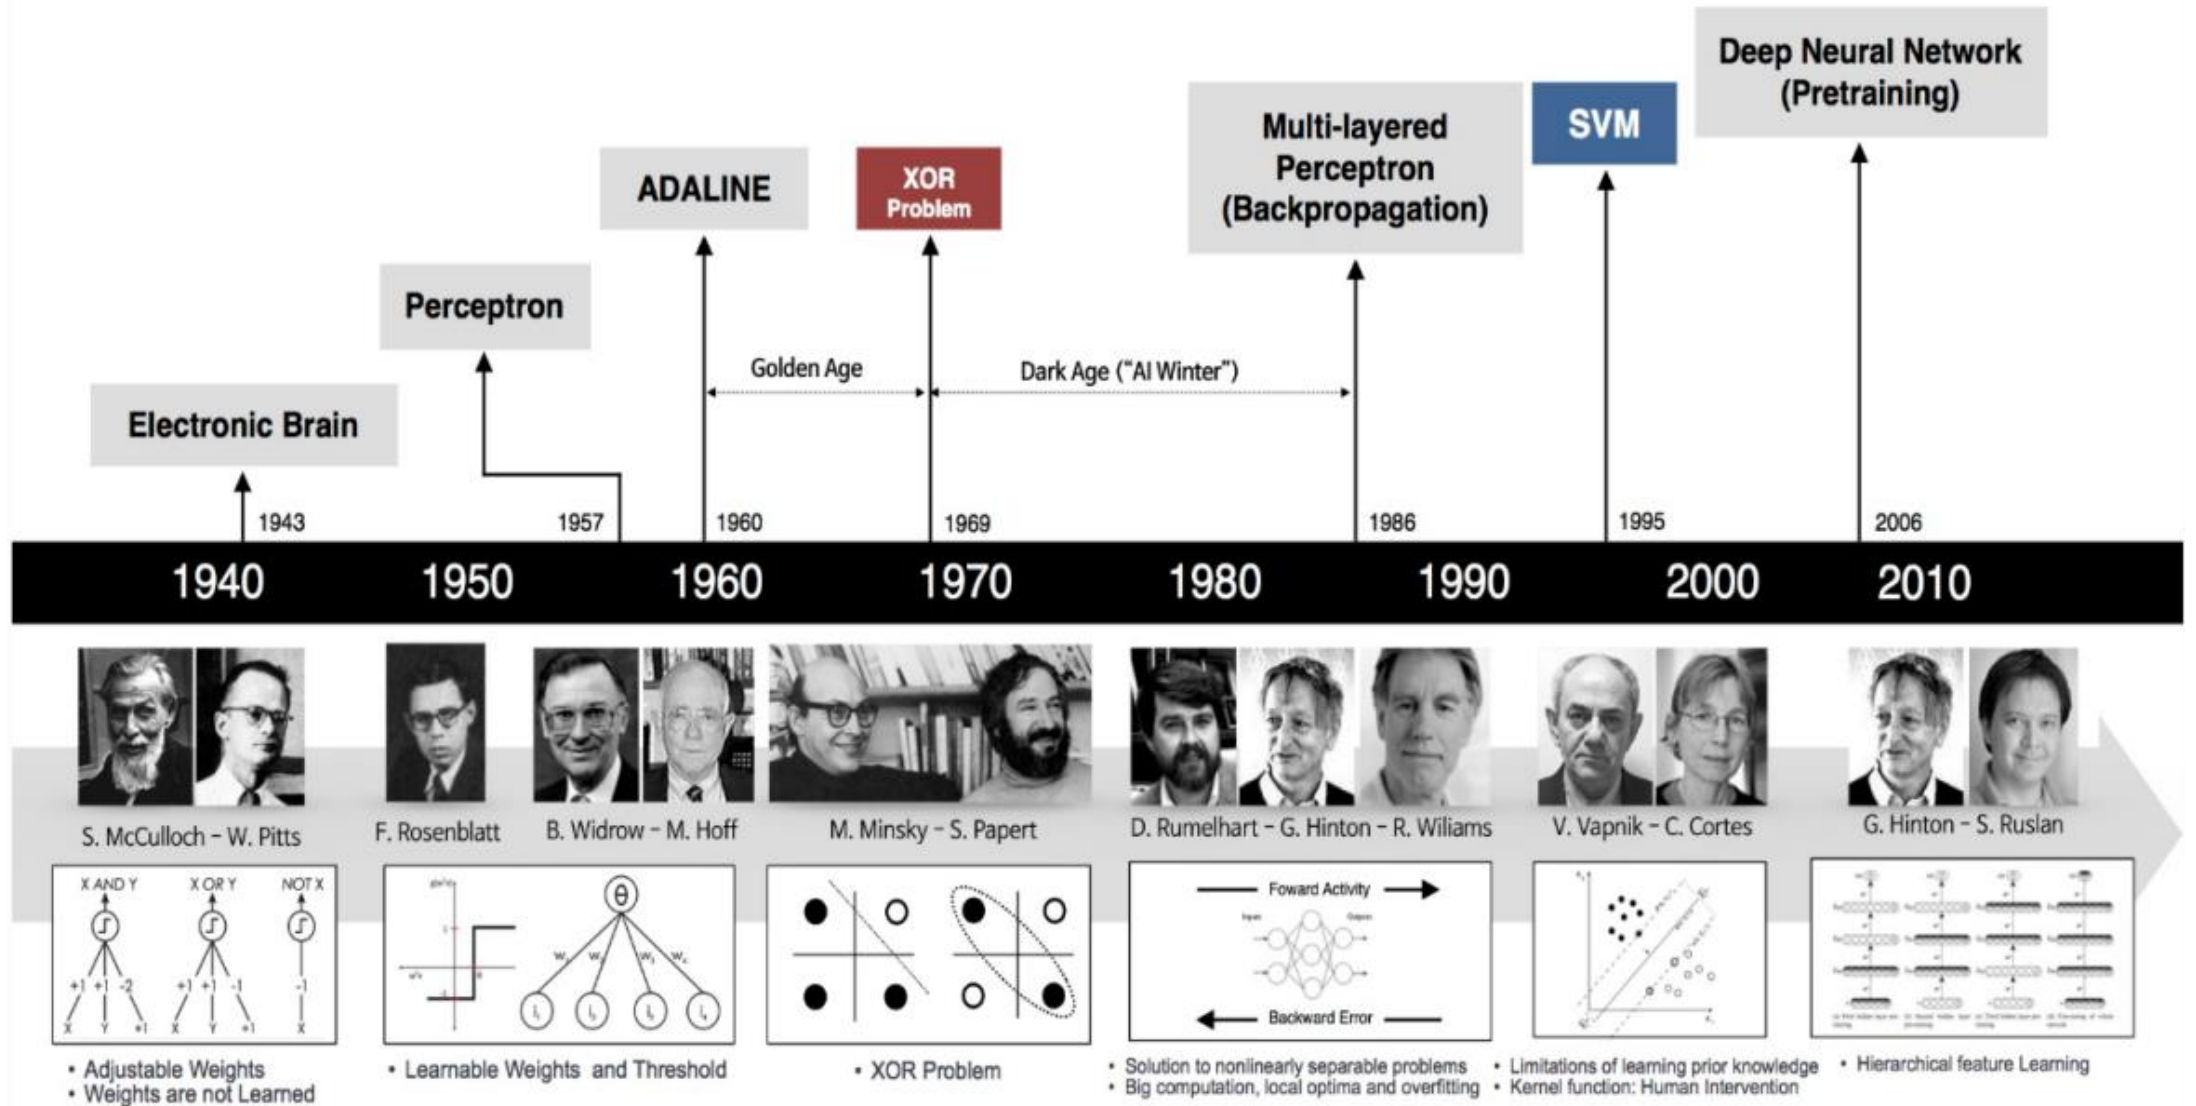 Deep Neural Network
(Pretraining)
Multi-layered
Perceptron
(Backpropagation)
SVM
ADALINE
XOR
Problem
Perceptron
Golden Age
Dark Age ("AI Winter")
Electronic Brain
1943
1957
1960
1969
1986
1995
2006
1940
1950
1960
1970
1980
1990
2000
2010
S. McCulloch – W. Pitts
F. Rosenblatt
B. Widrow – M. Hoff
M. Minsky – S. Papert
D. Rumelhart – G. Hinton – R. Wiliams
V. Vapnik – C. Cortes
G. Hinton – S. Ruslan
X AND Y
X OR Y
NOT X
+1 +1 -2
+1 +1 -1
-1
X Y +1
X Y +1
X
θ
Foward Activity
Backward Error
• Adjustable Weights
• Weights are not Learned
• Learnable Weights and Threshold
• XOR Problem
• Solution to nonlinearly separable problems
• Big computation, local optima and overfitting
• Limitations of learning prior knowledge
• Kernel function: Human Intervention
• Hierarchical feature Learning